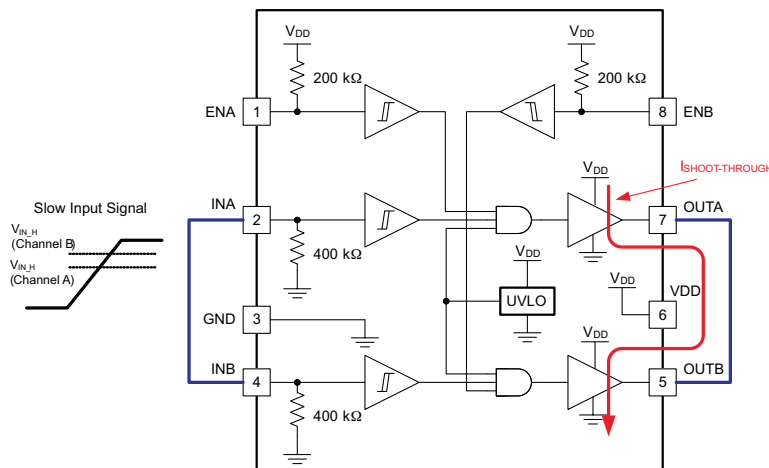 VDD
VDD
200 kΩ
200 kΩ
ENA
1
8
ENB
ISHOOT-THROUGH
VDD
Slow Input Signal
INA
2
7
OUTA
VIN_H
(Channel B)
VIN_H
(Channel A)
400 kΩ
VDD
VDD
VDD
UVLO
6
GND
3
VDD
INB
4
5
OUTB
400 kΩ